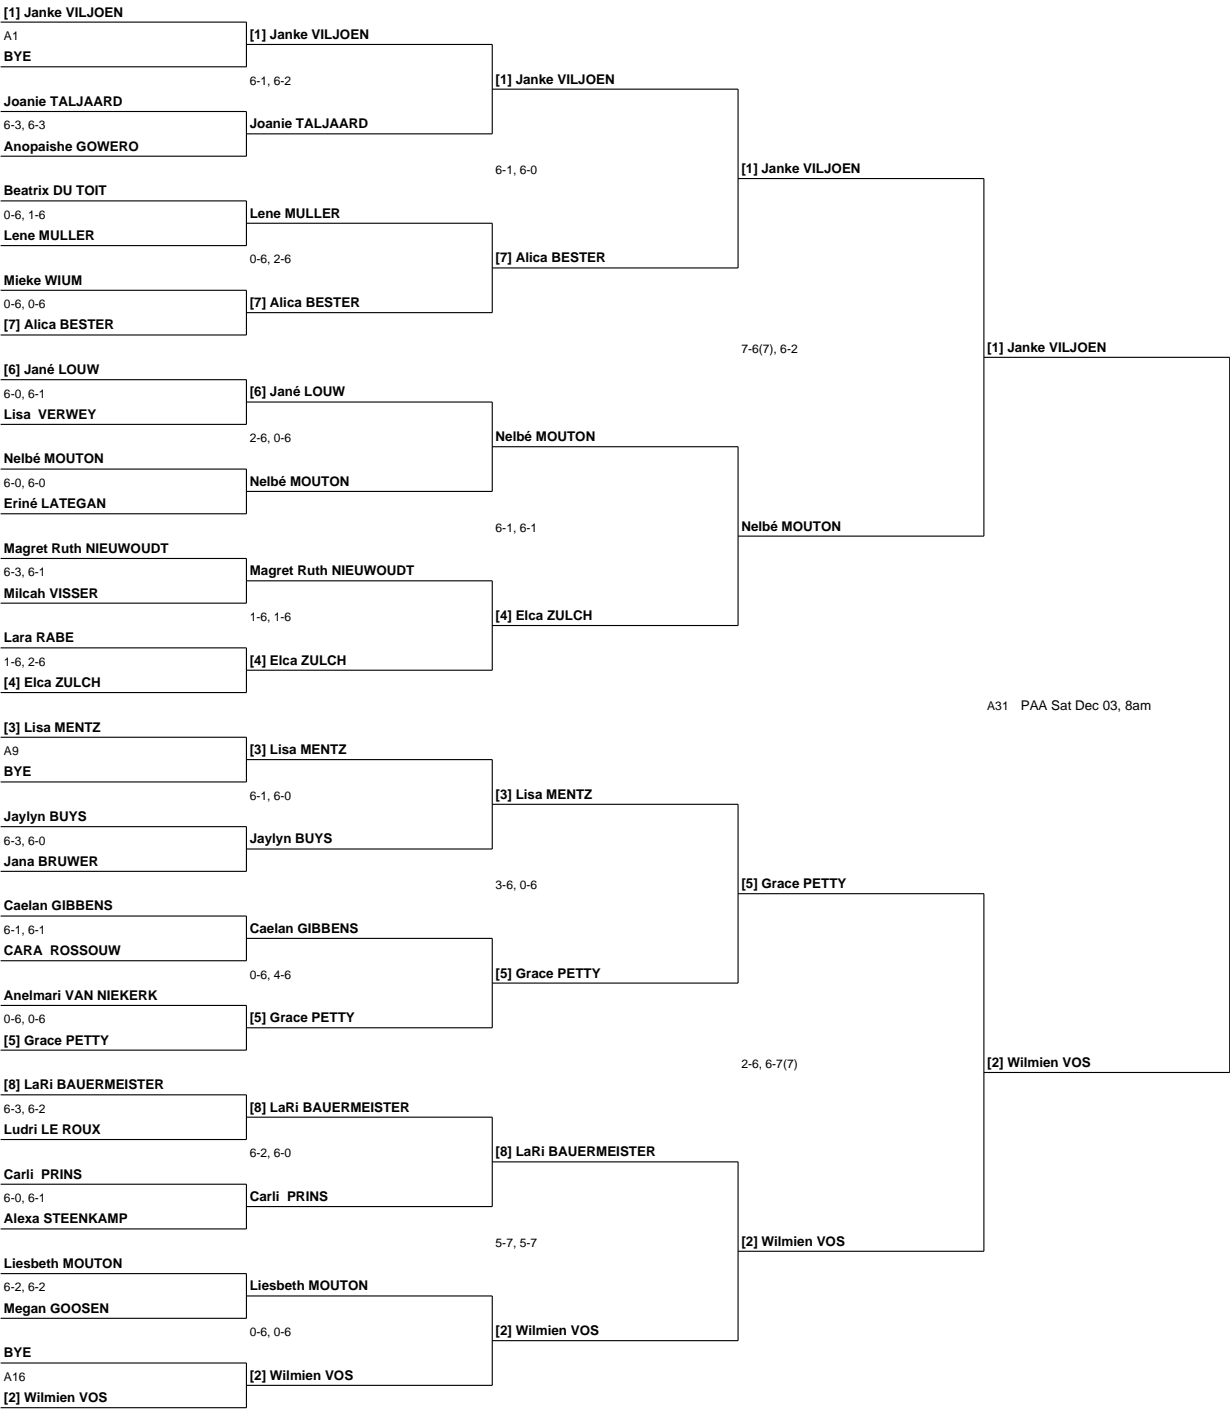 [1] Janke VILJOEN
A1
BYE
Joanie TALJAARD
6-3, 6-3
Anopaishe GOWERO
Beatrix DU TOIT
0-6, 1-6
Lene MULLER
Mieke WIUM
0-6, 0-6
[7] Alica BESTER
[6] Jané LOUW
6-0, 6-1
Lisa VERWEY
Nelbé MOUTON
6-0, 6-0
Eriné LATEGAN
Magret Ruth NIEUWOUDT
6-3, 6-1
Milcah VISSER
Lara RABE
1-6, 2-6
[4] Elca ZULCH
[3] Lisa MENTZ
A9
BYE
Jaylyn BUYS
6-3, 6-0
Jana BRUWER
Caelan GIBBENS
6-1, 6-1
CARA ROSSOUW
Anelmari VAN NIEKERK
0-6, 0-6
[5] Grace PETTY
[8] LaRi BAUERMEISTER
6-3, 6-2
Ludri LE ROUX
Carli PRINS
6-0, 6-1
Alexa STEENKAMP
Liesbeth MOUTON
6-2, 6-2
Megan GOOSEN
BYE
A16
[2] Wilmien VOS
[1] Janke VILJOEN
6-1, 6-2
Joanie TALJAARD
Lene MULLER
0-6, 2-6
[7] Alica BESTER
[6] Jané LOUW
2-6, 0-6
Nelbé MOUTON
Magret Ruth NIEUWOUDT
1-6, 1-6
[4] Elca ZULCH
[3] Lisa MENTZ
6-1, 6-0
Jaylyn BUYS
Caelan GIBBENS
0-6, 4-6
[5] Grace PETTY
[8] LaRi BAUERMEISTER
6-2, 6-0
Carli PRINS
Liesbeth MOUTON
0-6, 0-6
[2] Wilmien VOS
[1] Janke VILJOEN
6-1, 6-0
[7] Alica BESTER
Nelbé MOUTON
6-1, 6-1
[4] Elca ZULCH
[3] Lisa MENTZ
3-6, 0-6
[5] Grace PETTY
[8] LaRi BAUERMEISTER
5-7, 5-7
[2] Wilmien VOS
[1] Janke VILJOEN
7-6(7), 6-2
Nelbé MOUTON
[5] Grace PETTY
2-6, 6-7(7)
[2] Wilmien VOS
[1] Janke VILJOEN
A31 PAA Sat Dec 03, 8am
[2] Wilmien VOS